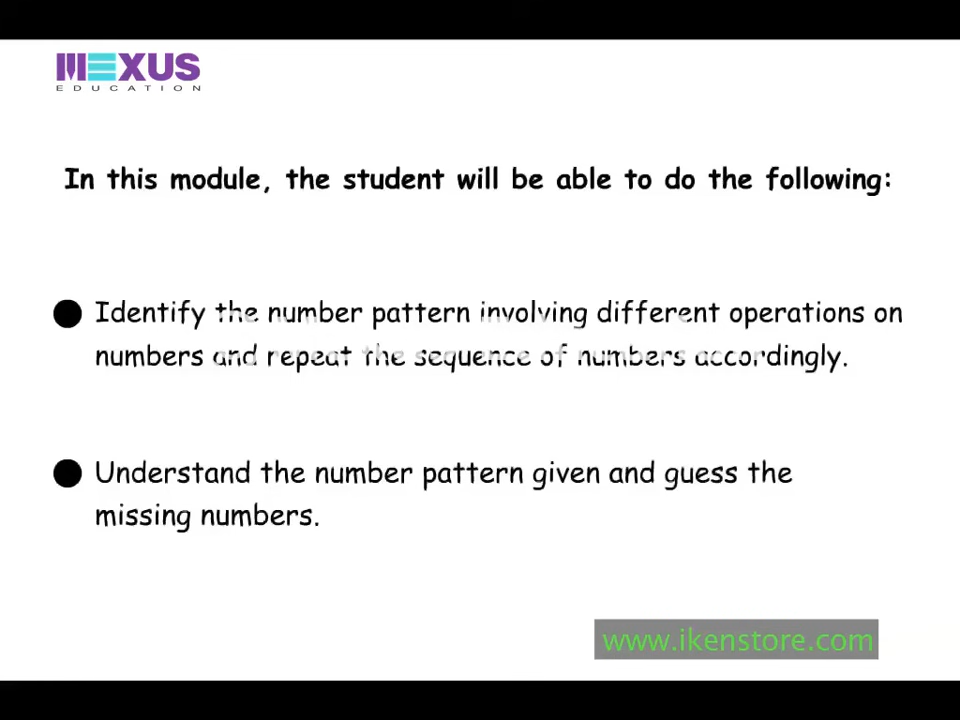 MEXUS
EDUCATION
In this module, the student will be able to do the following:
Identify the number pattern involving different operations on
numbers and repeat the sequence of numbers accordingly.
Understand the number pattern given and guess the
missing numbers.
www.ikenstore.com